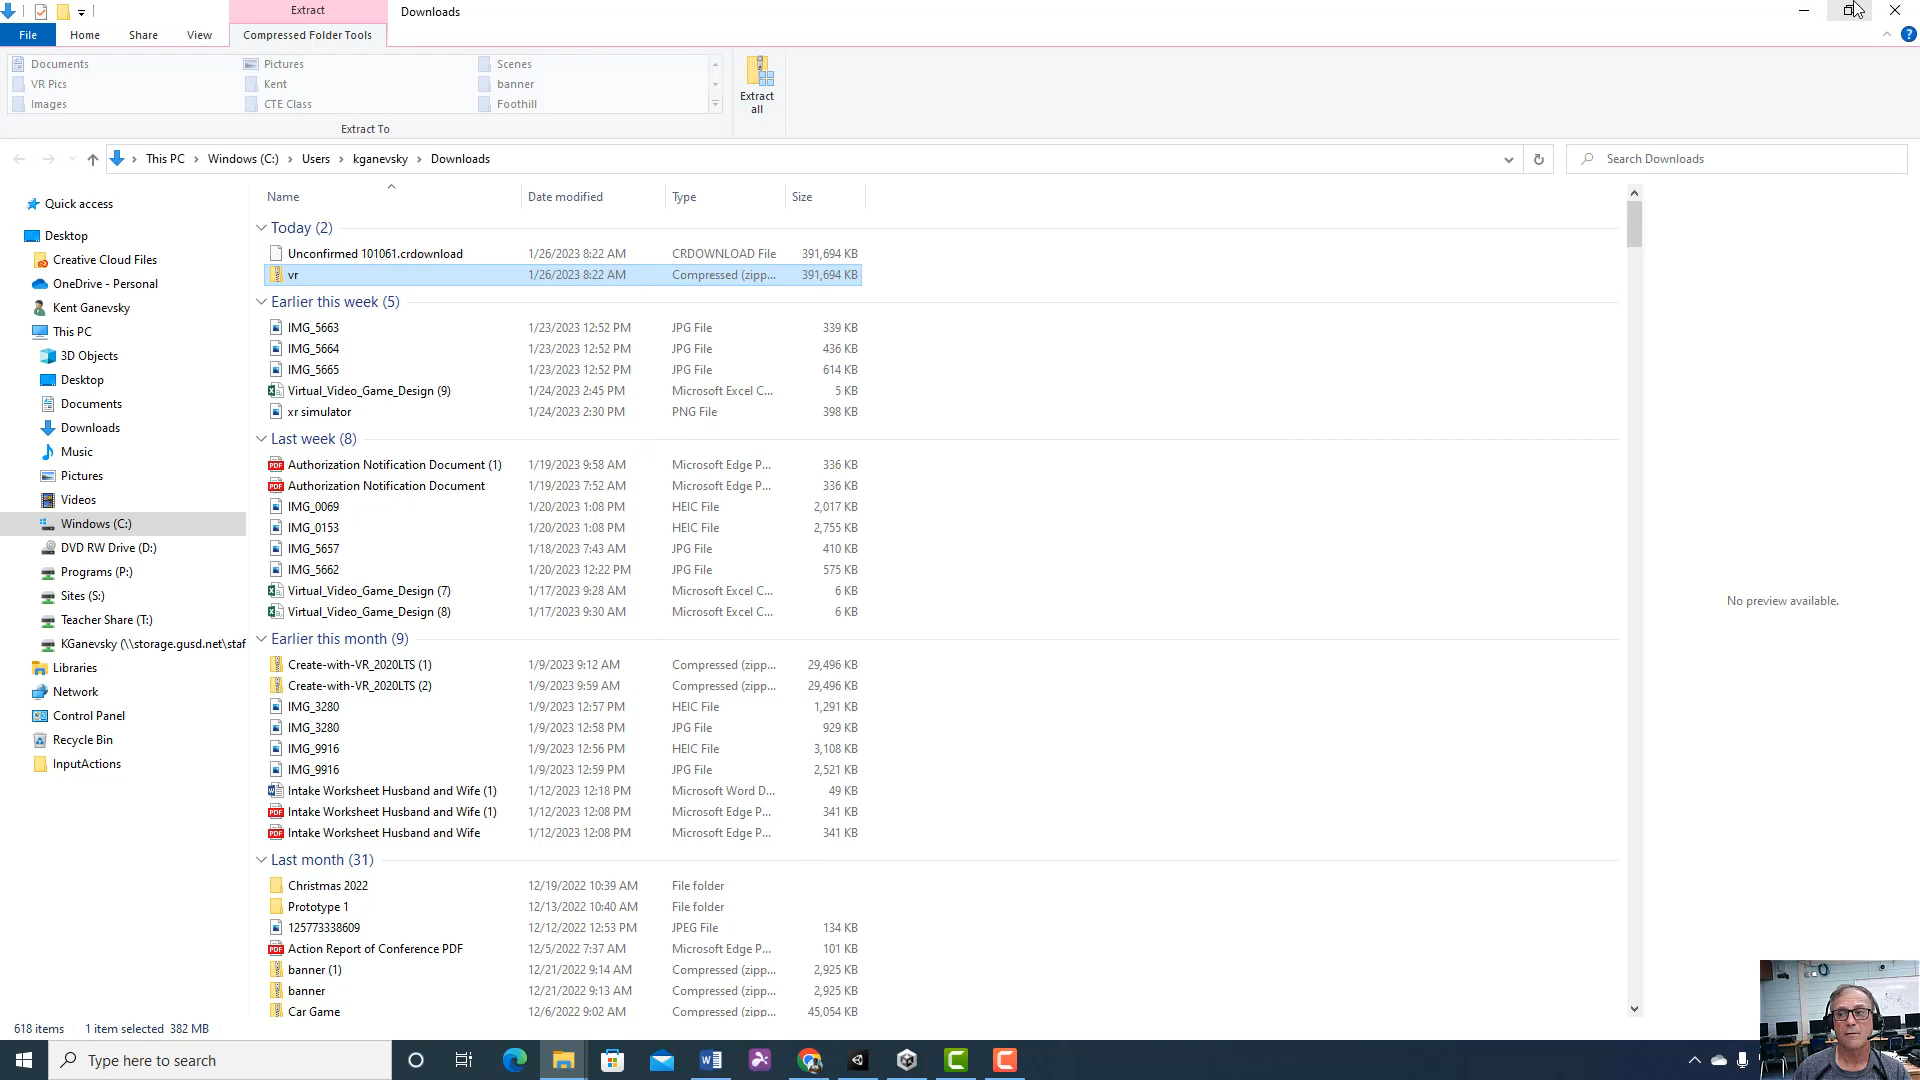 Extract
Downloads
File
Home
Share
View
Compressed Folder Tools
?
Documents
Pictures
Scenes
VR Pics
Kent
banner
Images
CTE Class
Foothill
Extract To
Extract
all
This PC > Windows (C:) > Users > kganevsky > Downloads
Search Downloads
Name
Date modified
Type
Size
Quick access
Desktop
Creative Cloud Files
OneDrive - Personal
Kent Ganevsky
This PC
3D Objects
Desktop
Documents
Downloads
Music
Pictures
Videos
Windows (C:)
DVD RW Drive (D:)
Programs (P:)
Sites (S:)
Teacher Share (T:)
KGanevsky (\\storage.gusd.net\staf
Libraries
Network
Control Panel
Recycle Bin
InputActions
Today (2)
Unconfirmed 101061.crdownload 1/26/2023 8:22 AM CRDOWNLOAD File 391,694 KB
vr 1/26/2023 8:22 AM Compressed (zipp... 391,694 KB
Earlier this week (5)
IMG_5663 1/23/2023 12:52 PM JPG File 339 KB
IMG_5664 1/23/2023 12:52 PM JPG File 436 KB
IMG_5665 1/23/2023 12:52 PM JPG File 614 KB
Virtual_Video_Game_Design (9) 1/24/2023 2:45 PM Microsoft Excel C... 5 KB
xr simulator 1/24/2023 2:30 PM PNG File 398 KB
Last week (8)
Authorization Notification Document (1) 1/19/2023 9:58 AM Microsoft Edge P... 336 KB
Authorization Notification Document 1/19/2023 7:52 AM Microsoft Edge P... 336 KB
IMG_0069 1/20/2023 1:08 PM HEIC File 2,017 KB
IMG_0153 1/20/2023 1:08 PM HEIC File 2,755 KB
IMG_5657 1/18/2023 7:43 AM JPG File 410 KB
IMG_5662 1/20/2023 12:22 PM JPG File 575 KB
Virtual_Video_Game_Design (7) 1/17/2023 9:28 AM Microsoft Excel C... 6 KB
Virtual_Video_Game_Design (8) 1/17/2023 9:30 AM Microsoft Excel C... 6 KB
Earlier this month (9)
Create-with-VR_2020LTS (1) 1/9/2023 9:12 AM Compressed (zipp... 29,496 KB
Create-with-VR_2020LTS (2) 1/9/2023 9:59 AM Compressed (zipp... 29,496 KB
IMG_3280 1/9/2023 12:57 PM HEIC File 1,291 KB
IMG_3280 1/9/2023 12:58 PM JPG File 929 KB
IMG_9916 1/9/2023 12:56 PM HEIC File 3,108 KB
IMG_9916 1/9/2023 12:59 PM JPG File 2,521 KB
Intake Worksheet Husband and Wife (1) 1/12/2023 12:18 PM Microsoft Word D... 49 KB
Intake Worksheet Husband and Wife (1) 1/12/2023 12:08 PM Microsoft Edge P... 341 KB
Intake Worksheet Husband and Wife 1/12/2023 12:08 PM Microsoft Edge P... 341 KB
Last month (31)
Christmas 2022 12/19/2022 10:39 AM File folder
Prototype 1 12/13/2022 10:40 AM File folder
125773338609 12/12/2022 12:53 PM JPEG File 134 KB
Action Report of Conference PDF 12/5/2022 7:37 AM Microsoft Edge P... 101 KB
banner (1) 12/21/2022 9:14 AM Compressed (zipp... 2,925 KB
banner 12/21/2022 9:13 AM Compressed (zipp... 2,925 KB
Car Game 12/6/2022 9:02 AM Compressed (zipp... 45,054 KB
No preview available.
618 items
1 item selected 382 MB
Type here to search